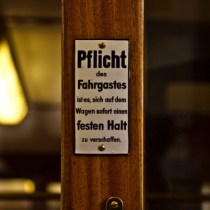 Pflicht
des
Fahrgastes
ist es, sich auf dem
Wagen sofort einen
festen Halt
zu verschaffen.